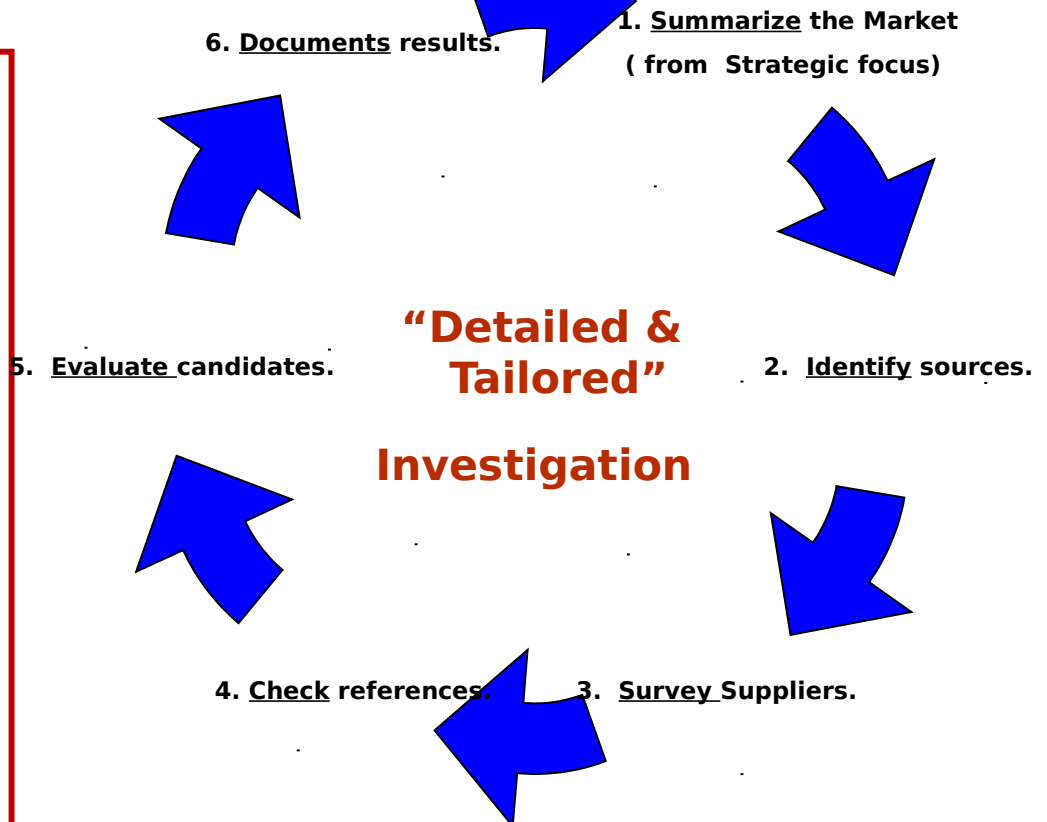 1. Summarize the Market
( from  Strategic focus)
2.  Identify sources.
3.  Survey Suppliers.
4. Check references.
5.  Evaluate candidates.
6. Documents results.
“Detailed &
Tailored”
Investigation